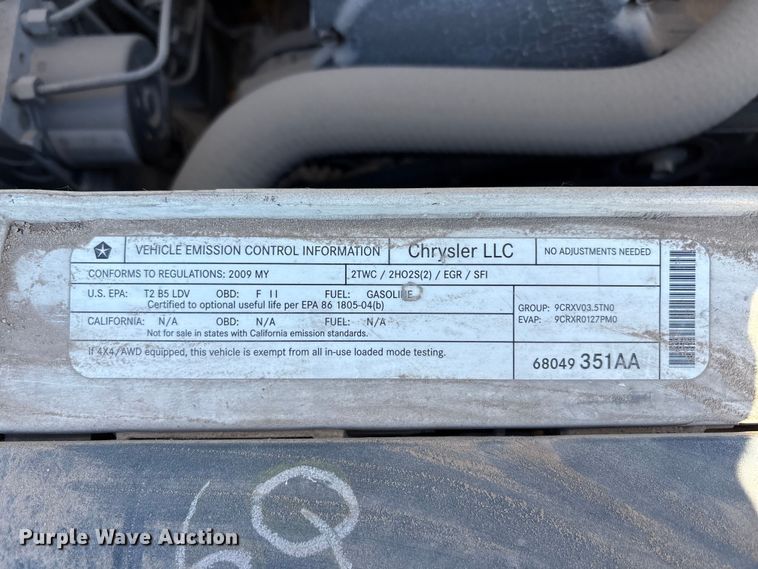 VEHICLE EMISSION CONTROL INFORMATION Chrysler LLC NO ADJUSTMENTS NEEDED
CONFORMS TO REGULATIONS: 2009 MY 2TWC / 2HO2S(2) / EGR / SFI
U.S. EPA: T2 B5 LDV OBD: F II FUEL: GASOLINE
Certified to optional useful life per EPA 86 1805-04(b)
GROUP: 9CRXV03.5TN0
EVAP: 9CRXR0127PM0
CALIFORNIA: N/A OBD: N/A FUEL: N/A
Not for sale in states with California emission standards.
If 4X4/AWD equipped, this vehicle is exempt from all in-use loaded mode testing.
68049 351AA
69
Purple Wave Auction